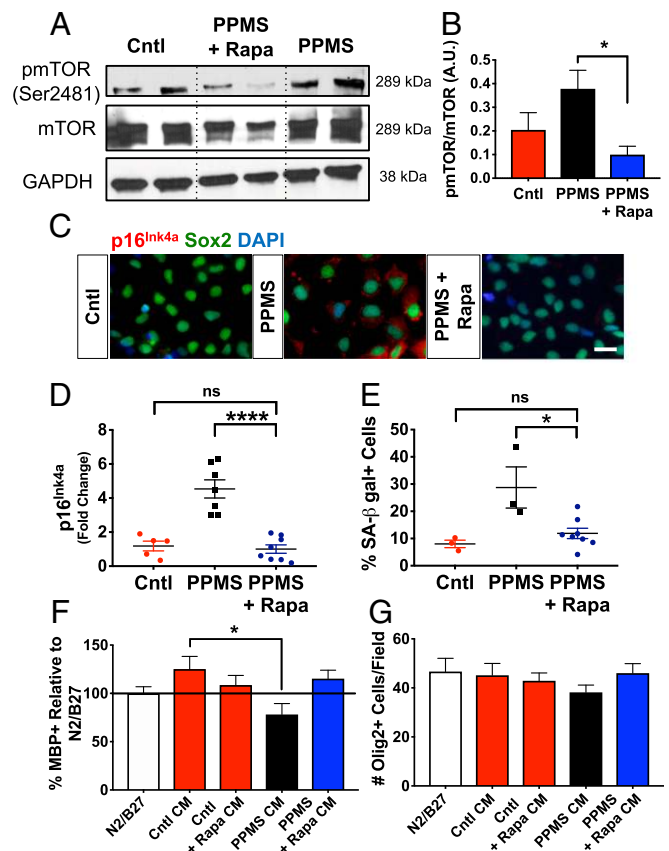 A
Cntl
PPMS
+ Rapa
PPMS
pmTOR
(Ser2481)
289 kDa
mTOR
289 kDa
GAPDH
38 kDa
B
pmTOR/mTOR (A.U.)
0.5
0.4
0.3
0.2
0.1
0.0
*
Cntl
PPMS
PPMS
+ Rapa
C
p16Ink4a Sox2 DAPI
Cntl
PPMS
PPMS +
Rapa
D
p16Ink4a
(Fold Change)
8
6
4
2
0
ns
****
Cntl
PPMS
PPMS
+ Rapa
E
% SA-β gal+ Cells
50
40
30
20
10
0
ns
*
Cntl
PPMS
PPMS
+ Rapa
F
% MBP+ Relative to
N2/B27
150
100
50
0
*
N2/B27
Cntl CM
Cntl
+ Rapa CM
PPMS CM
PPMS
+ Rapa CM
G
# Olig2+ Cells/Field
60
40
20
0
N2/B27
Cntl CM
Cntl
+ Rapa CM
PPMS CM
PPMS
+ Rapa CM